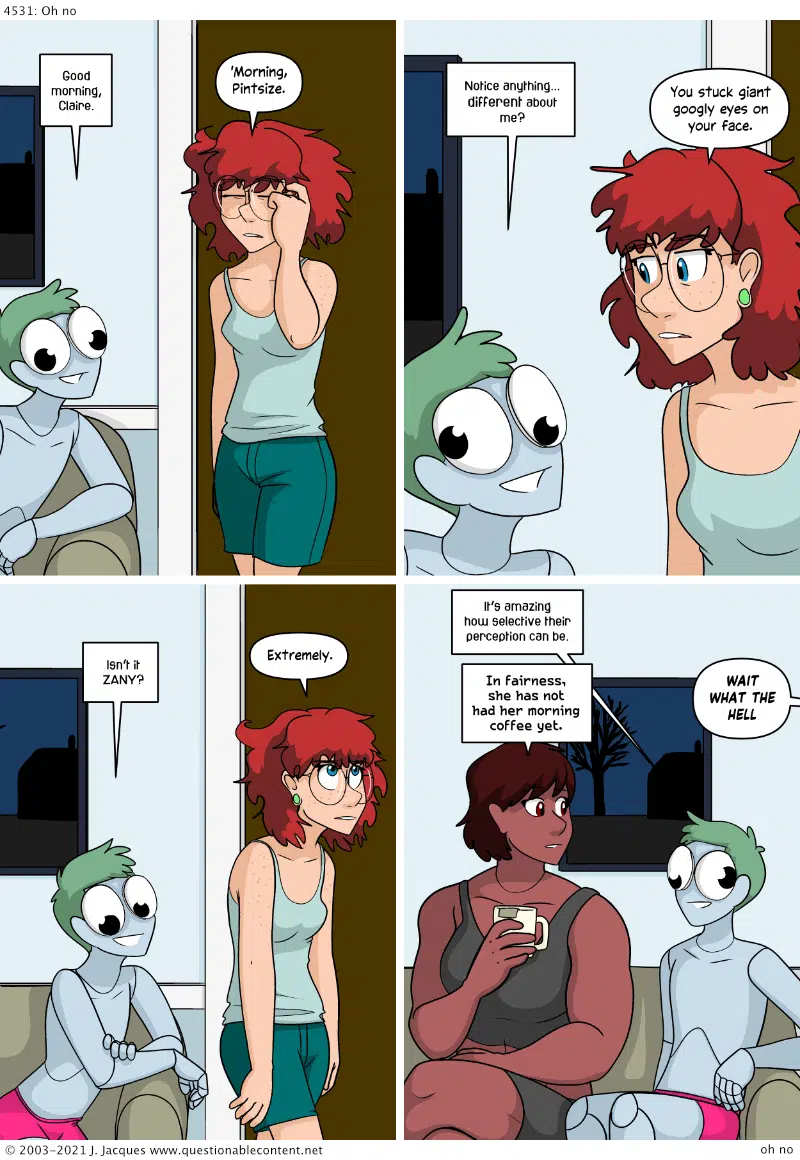 4531: Oh no
Good
morning,
Claire.
'Morning,
Pintsize.
Notice anything...
different about
me?
You stuck giant
googly eyes on
your face.
Isn't it
ZANY?
Extremely.
It's amazing
how selective their
perception can be.
In fairness,
she has not
had her morning
coffee yet.
WAIT
WHAT THE
HELL
© 2003-2021 J. Jacques www.questionablecontent.net
oh no